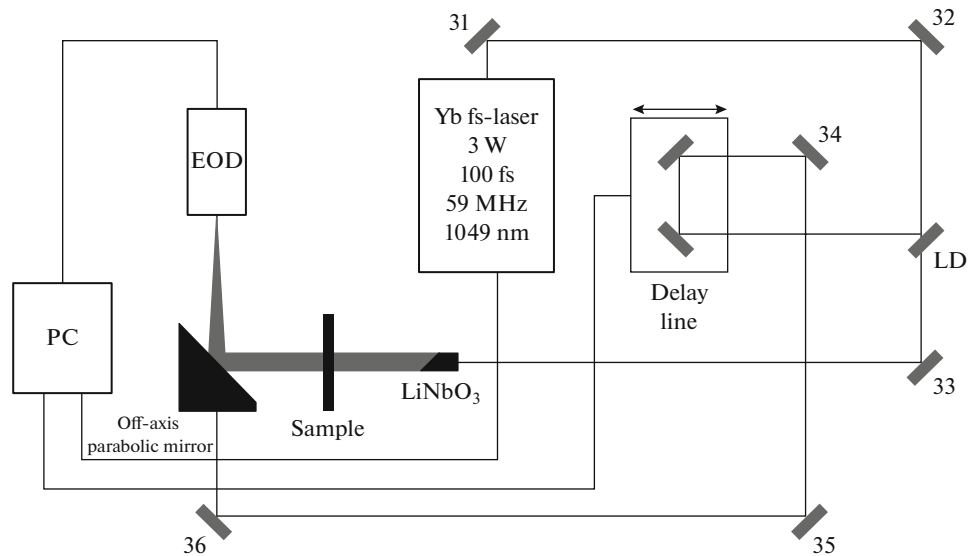 31
32
Yb fs-laser
3 W
100 fs
59 MHz
1049 nm
34
EOD
LD
Delay
line
PC
33
LiNbO₃
Off-axis
parabolic mirror
Sample
36
35